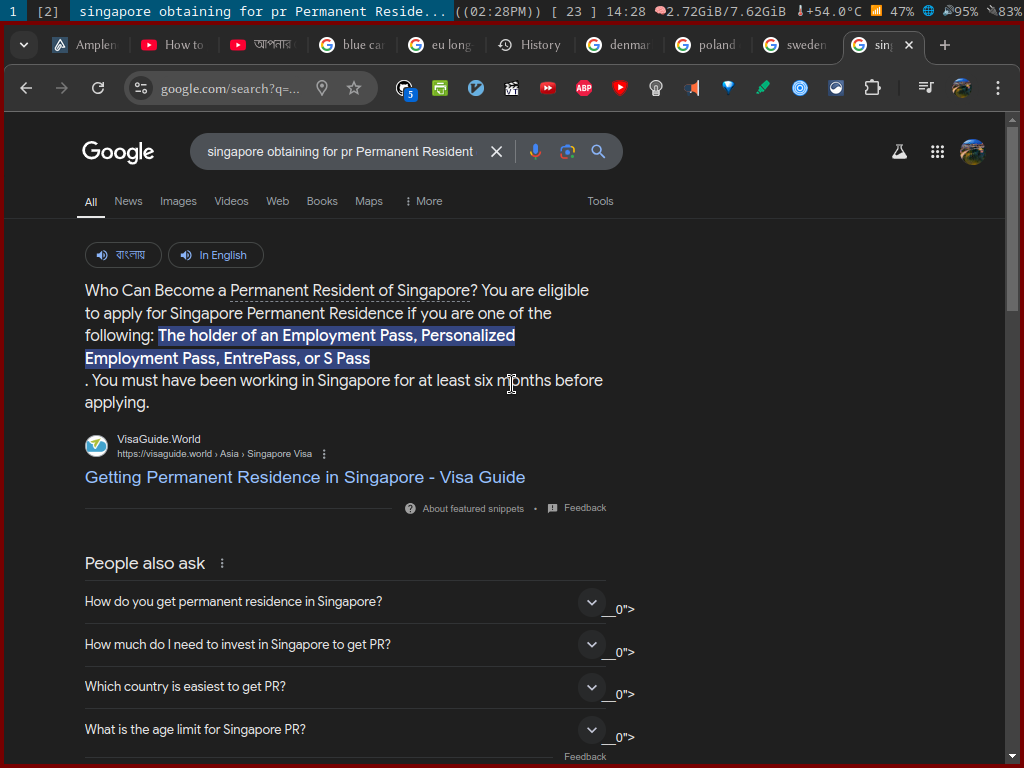 1 [2] singapore obtaining for pr Permanent Reside... ((02:28PM)) [ 23 ] 14:28 2.72GiB/7.62GiB +54.0°C 47% 95% 83%
Amplen How to আপনার blue car eu long History denmar poland sweden sing
google.com/search?q=... 5 ABP
Google singapore obtaining for pr Permanent Resident
All News Images Videos Web Books Maps More Tools
বাংলায় In English
Who Can Become a Permanent Resident of Singapore? You are eligible
to apply for Singapore Permanent Residence if you are one of the
following: The holder of an Employment Pass, Personalized
Employment Pass, EntrePass, or S Pass
. You must have been working in Singapore for at least six months before
applying.
VisaGuide.World
https://visaguide.world › Asia › Singapore Visa
Getting Permanent Residence in Singapore - Visa Guide
About featured snippets • Feedback
People also ask
How do you get permanent residence in Singapore? __0">
How much do I need to invest in Singapore to get PR? __0">
Which country is easiest to get PR? __0">
What is the age limit for Singapore PR? __0">
Feedback